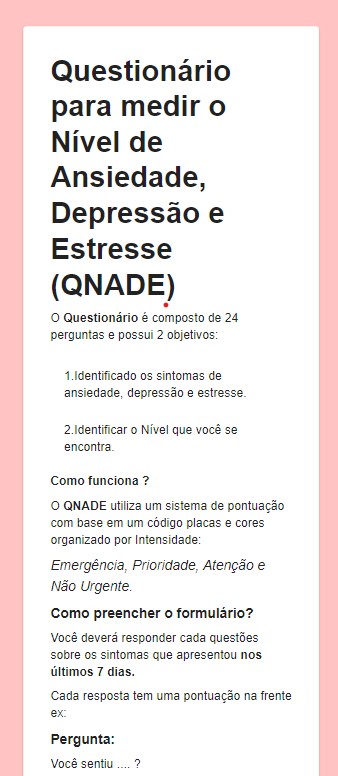 Questionário
para medir o
Nível de
Ansiedade,
Depressão e
Estresse
(QNADE)
O Questionário é composto de 24
perguntas e possui 2 objetivos:
1.Identificado os sintomas de
ansiedade, depressão e estresse.
2.Identificar o Nível que você se
encontra.
Como funciona ?
O QNADE utiliza um sistema de pontuação
com base em um código placas e cores
organizado por Intensidade:
Emergência, Prioridade, Atenção e
Não Urgente.
Como preencher o formulário?
Você deverá responder cada questões
sobre os sintomas que apresentou nos
últimos 7 dias.
Cada resposta tem uma pontuação na frente
ex:
Pergunta:
Você sentiu .... ?